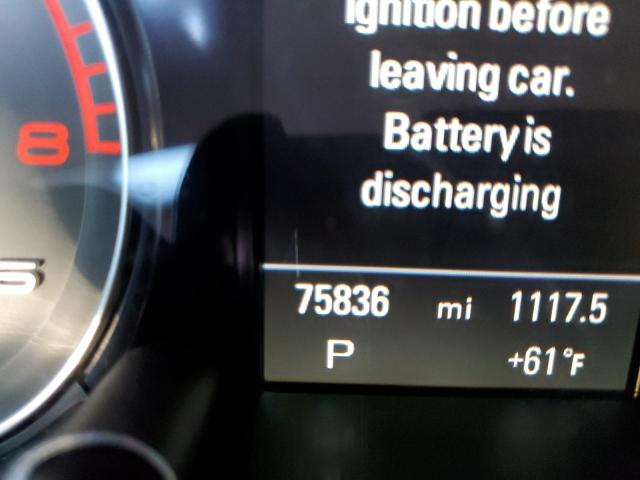 Ignition before
leaving car.
Battery is
discharging
8
75836 mi 1117.5
P +61°F